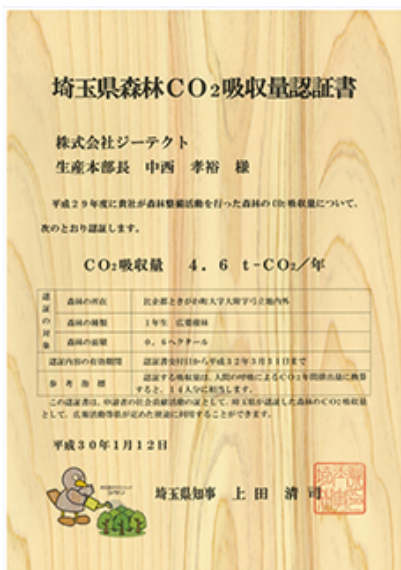 埼玉県森林CO₂吸収量認証書
株式会社ジーテクト
生産本部長 中西 孝裕 様
平成29年度に貴社が森林整備活動を行った森林のCO₂吸収量について、
次のとおり認証します。
CO₂吸収量 4.6 t-CO₂/年
認証の対象
森林の所在 比企郡ときがわ町大字大附字弓立地内外
森林の種類 1年生 広葉樹林
森林の面積 0.6ヘクタール
認証内容の有効期間 認証書交付日から平成32年3月31日まで
参考指標 認証する吸収量は、人間の呼吸によるCO₂年間排出量に換算
すると、14人分に相当します。
この認証書は、申請者の社会貢献活動の証として、埼玉県が認証した森林のCO₂吸収量
として、広報活動等県が定めた用途に利用することができます。
平成30年1月12日
埼玉県知事 上田 清司